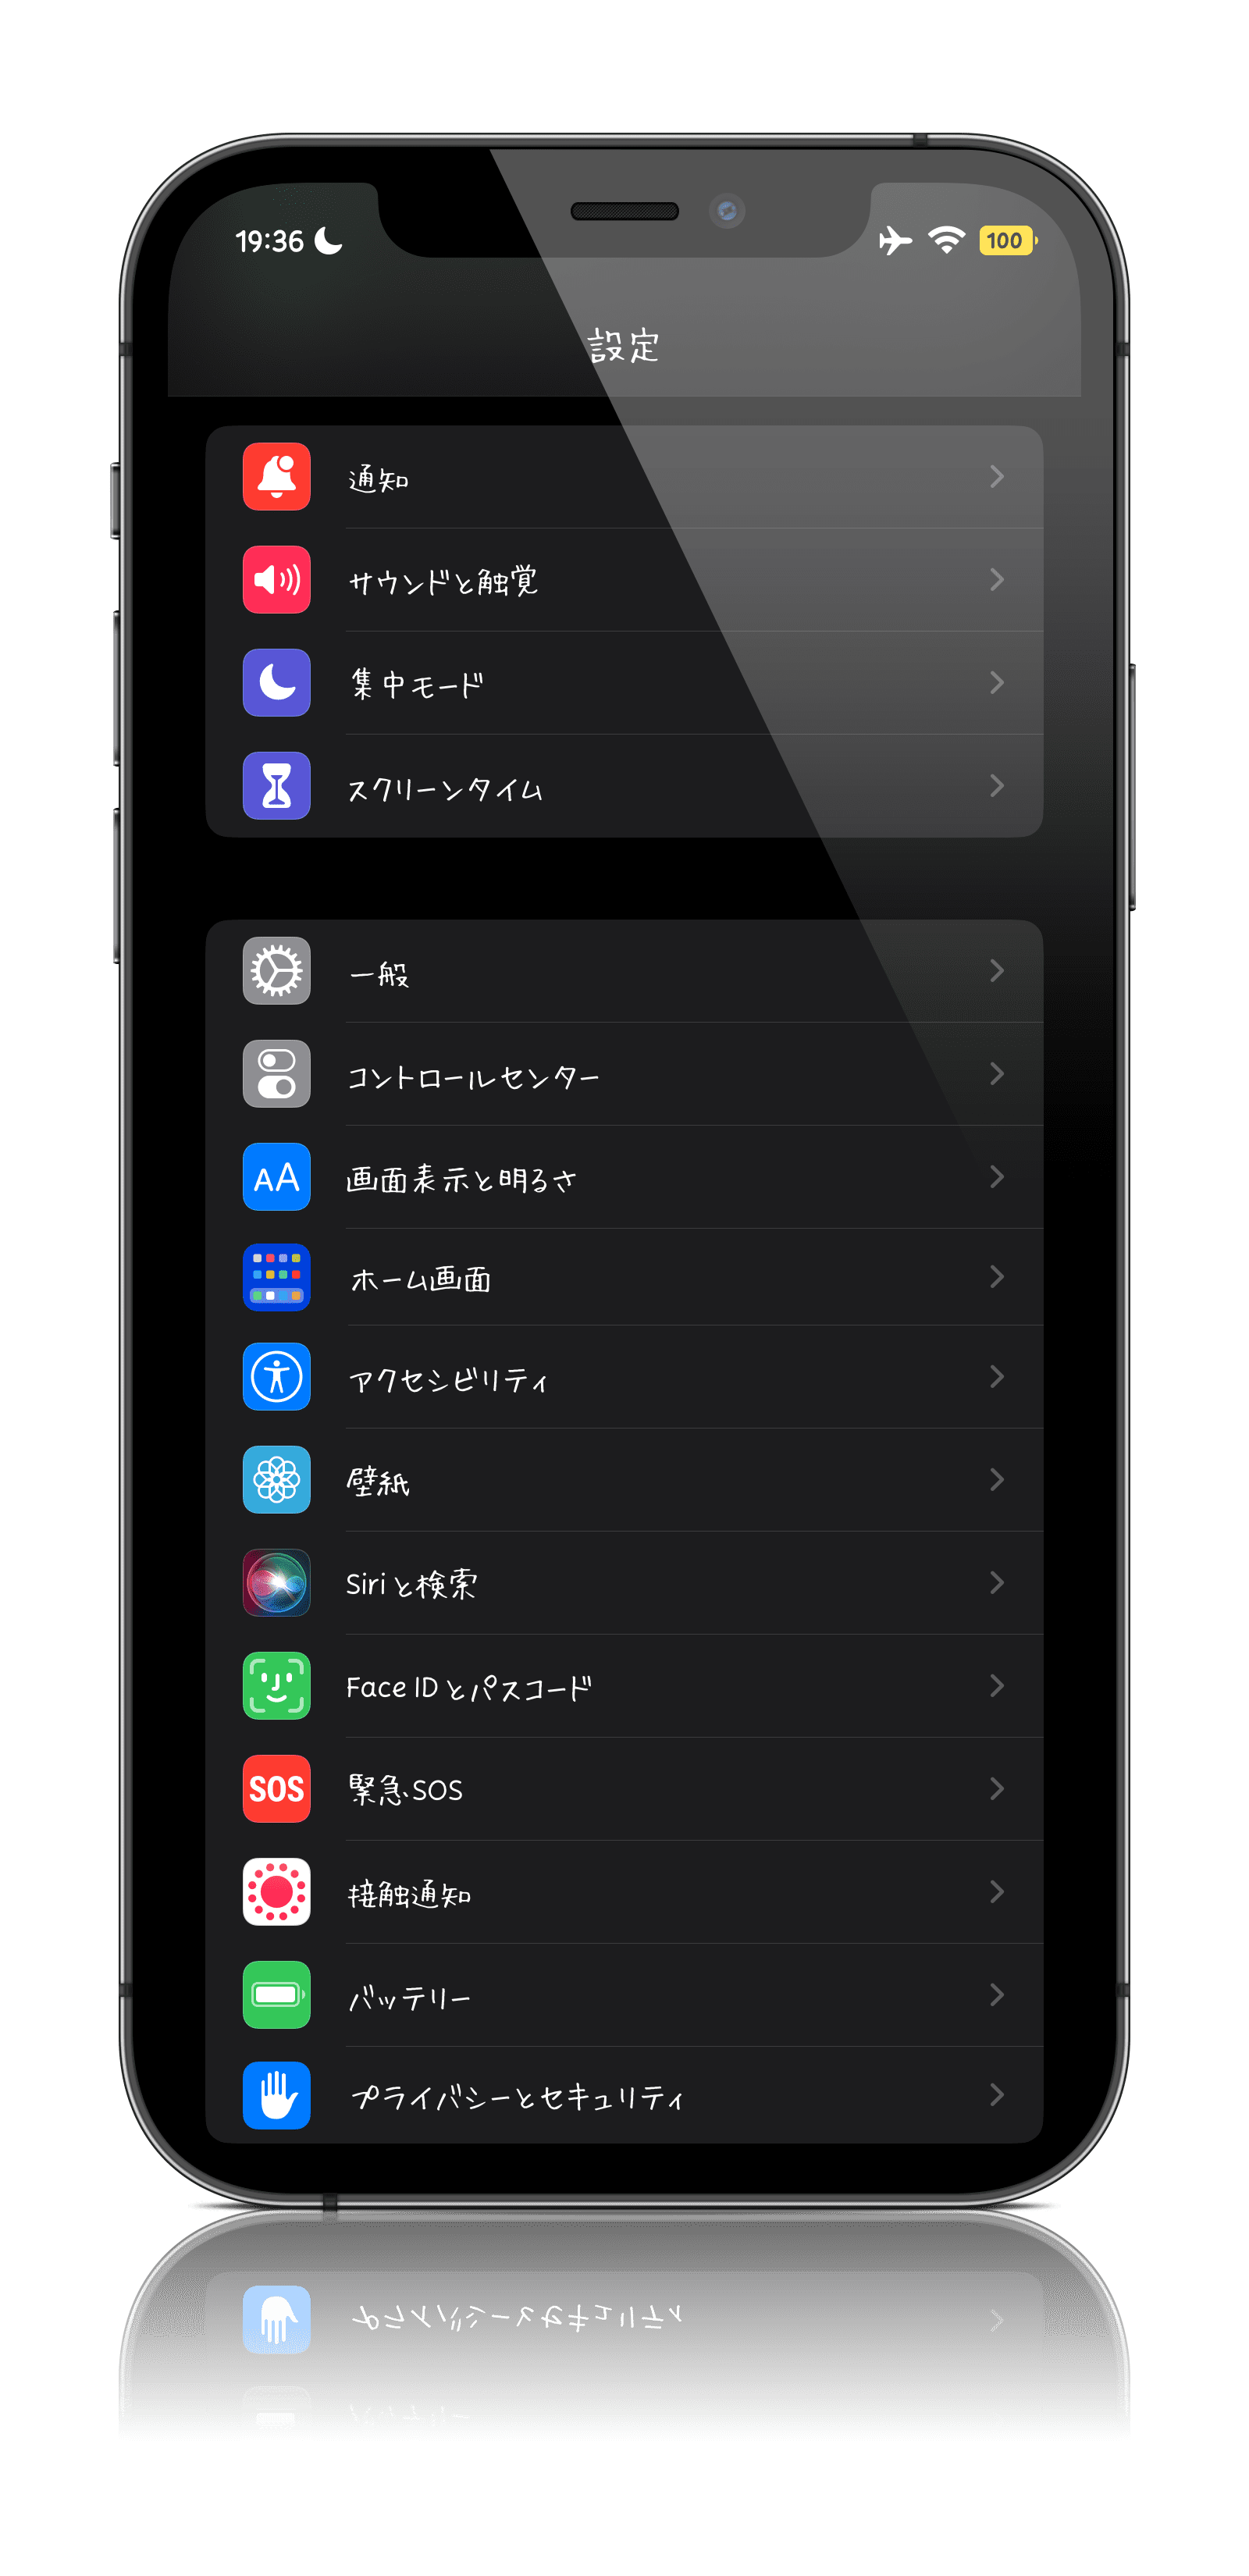 19:36
100
設定
通知
サウンドと触覚
集中モード
スクリーンタイム
一般
コントロールセンター
AA
画面表示と明るさ
ホーム画面
アクセシビリティ
壁紙
Siriと検索
Face IDとパスコード
SOS
緊急SOS
接触通知
バッテリー
プライバシーとセキュリティ